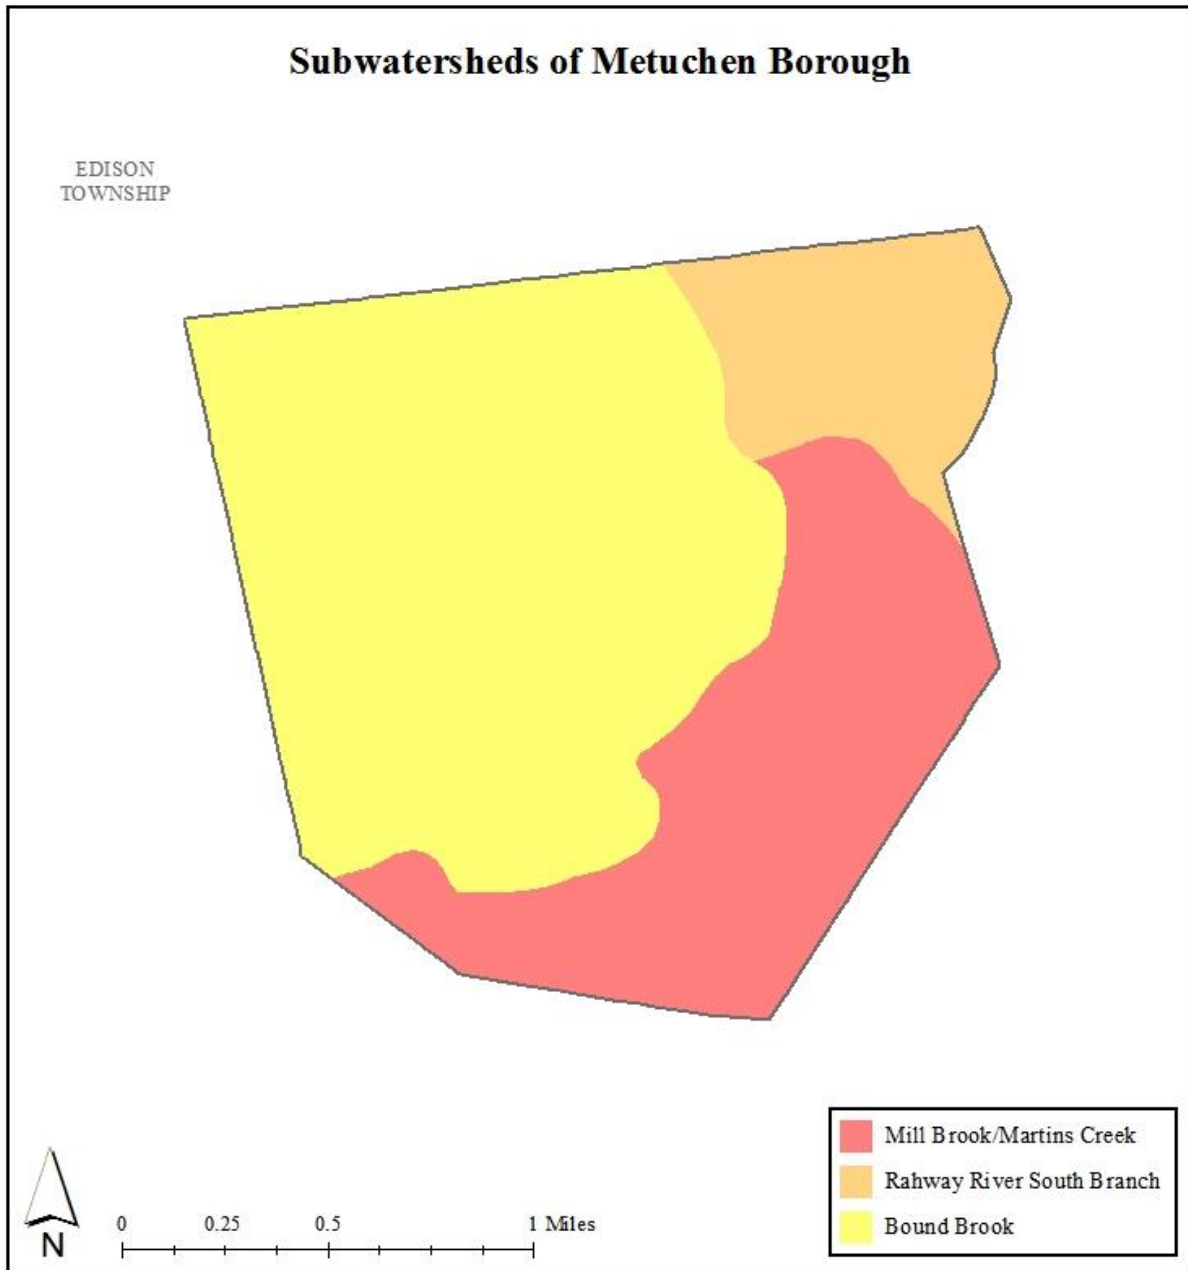 Subwatersheds of Metuchen Borough
EDISON
TOWNSHIP
Mill Brook/Martins Creek
Rahway River South Branch
Bound Brook
0 0.25 0.5 1 Miles
N